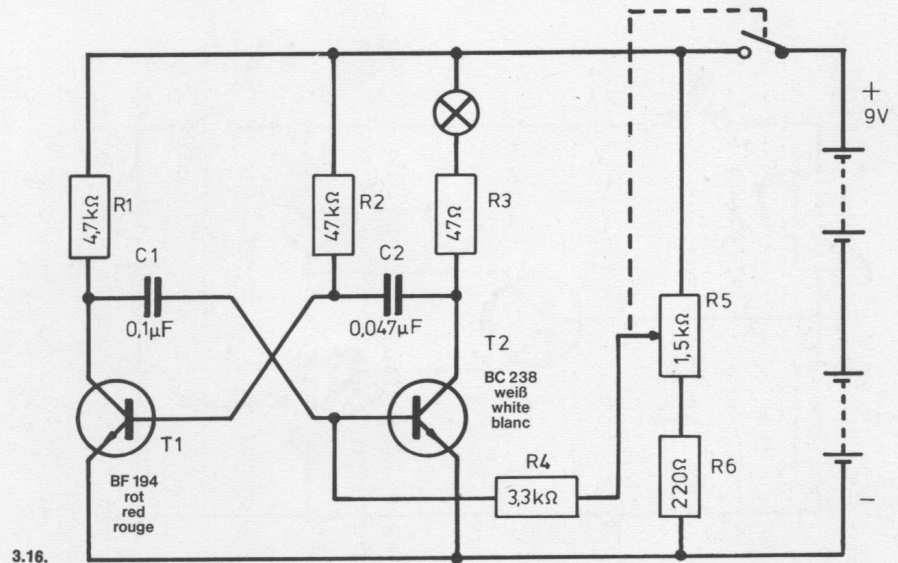 +
9V
R1
4,7kΩ
R2
47kΩ
R3
47Ω
C1
0,1µF
C2
0,047µF
R5
1,5kΩ
T2
BC 238
weiß
white
blanc
T1
BF 194
rot
red
rouge
R4
3,3kΩ
R6
220Ω
−
3.16.